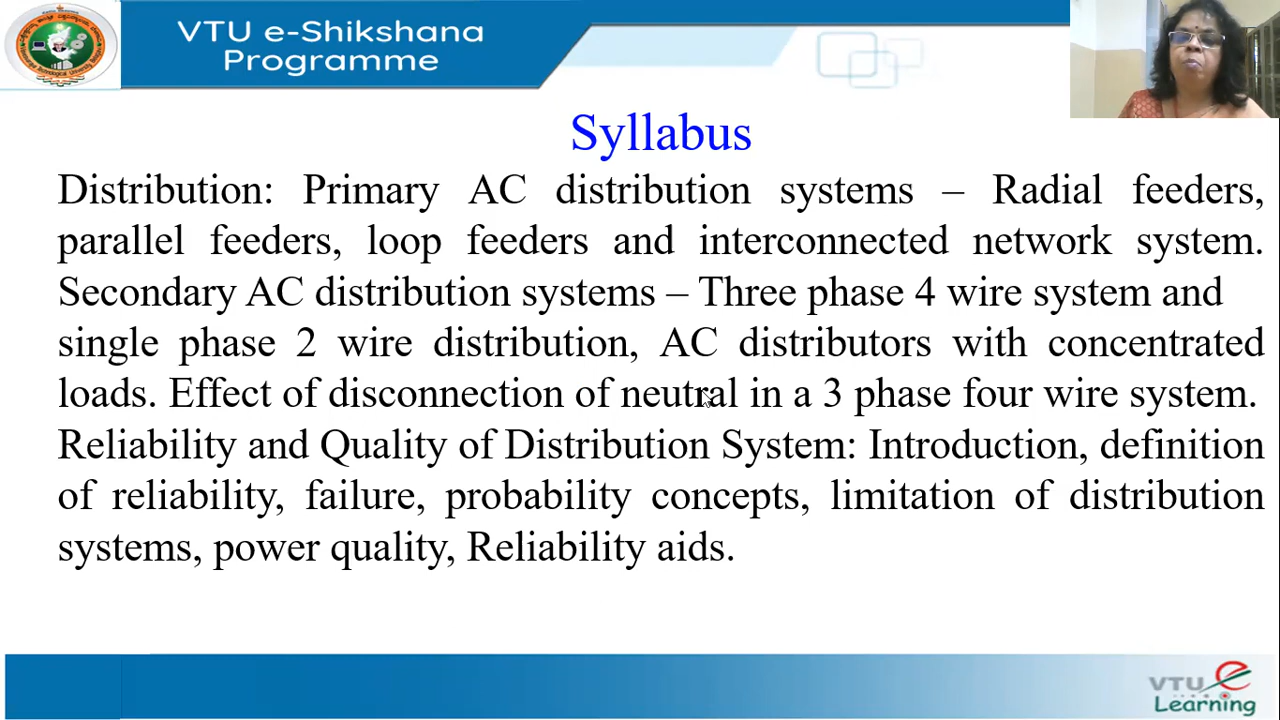 VTU e-Shikshana
Programme
Syllabus
Distribution: Primary AC distribution systems – Radial feeders,
parallel feeders, loop feeders and interconnected network system.
Secondary AC distribution systems – Three phase 4 wire system and
single phase 2 wire distribution, AC distributors with concentrated
loads. Effect of disconnection of neutral in a 3 phase four wire system.
Reliability and Quality of Distribution System: Introduction, definition
of reliability, failure, probability concepts, limitation of distribution
systems, power quality, Reliability aids.
VTU e
Learning